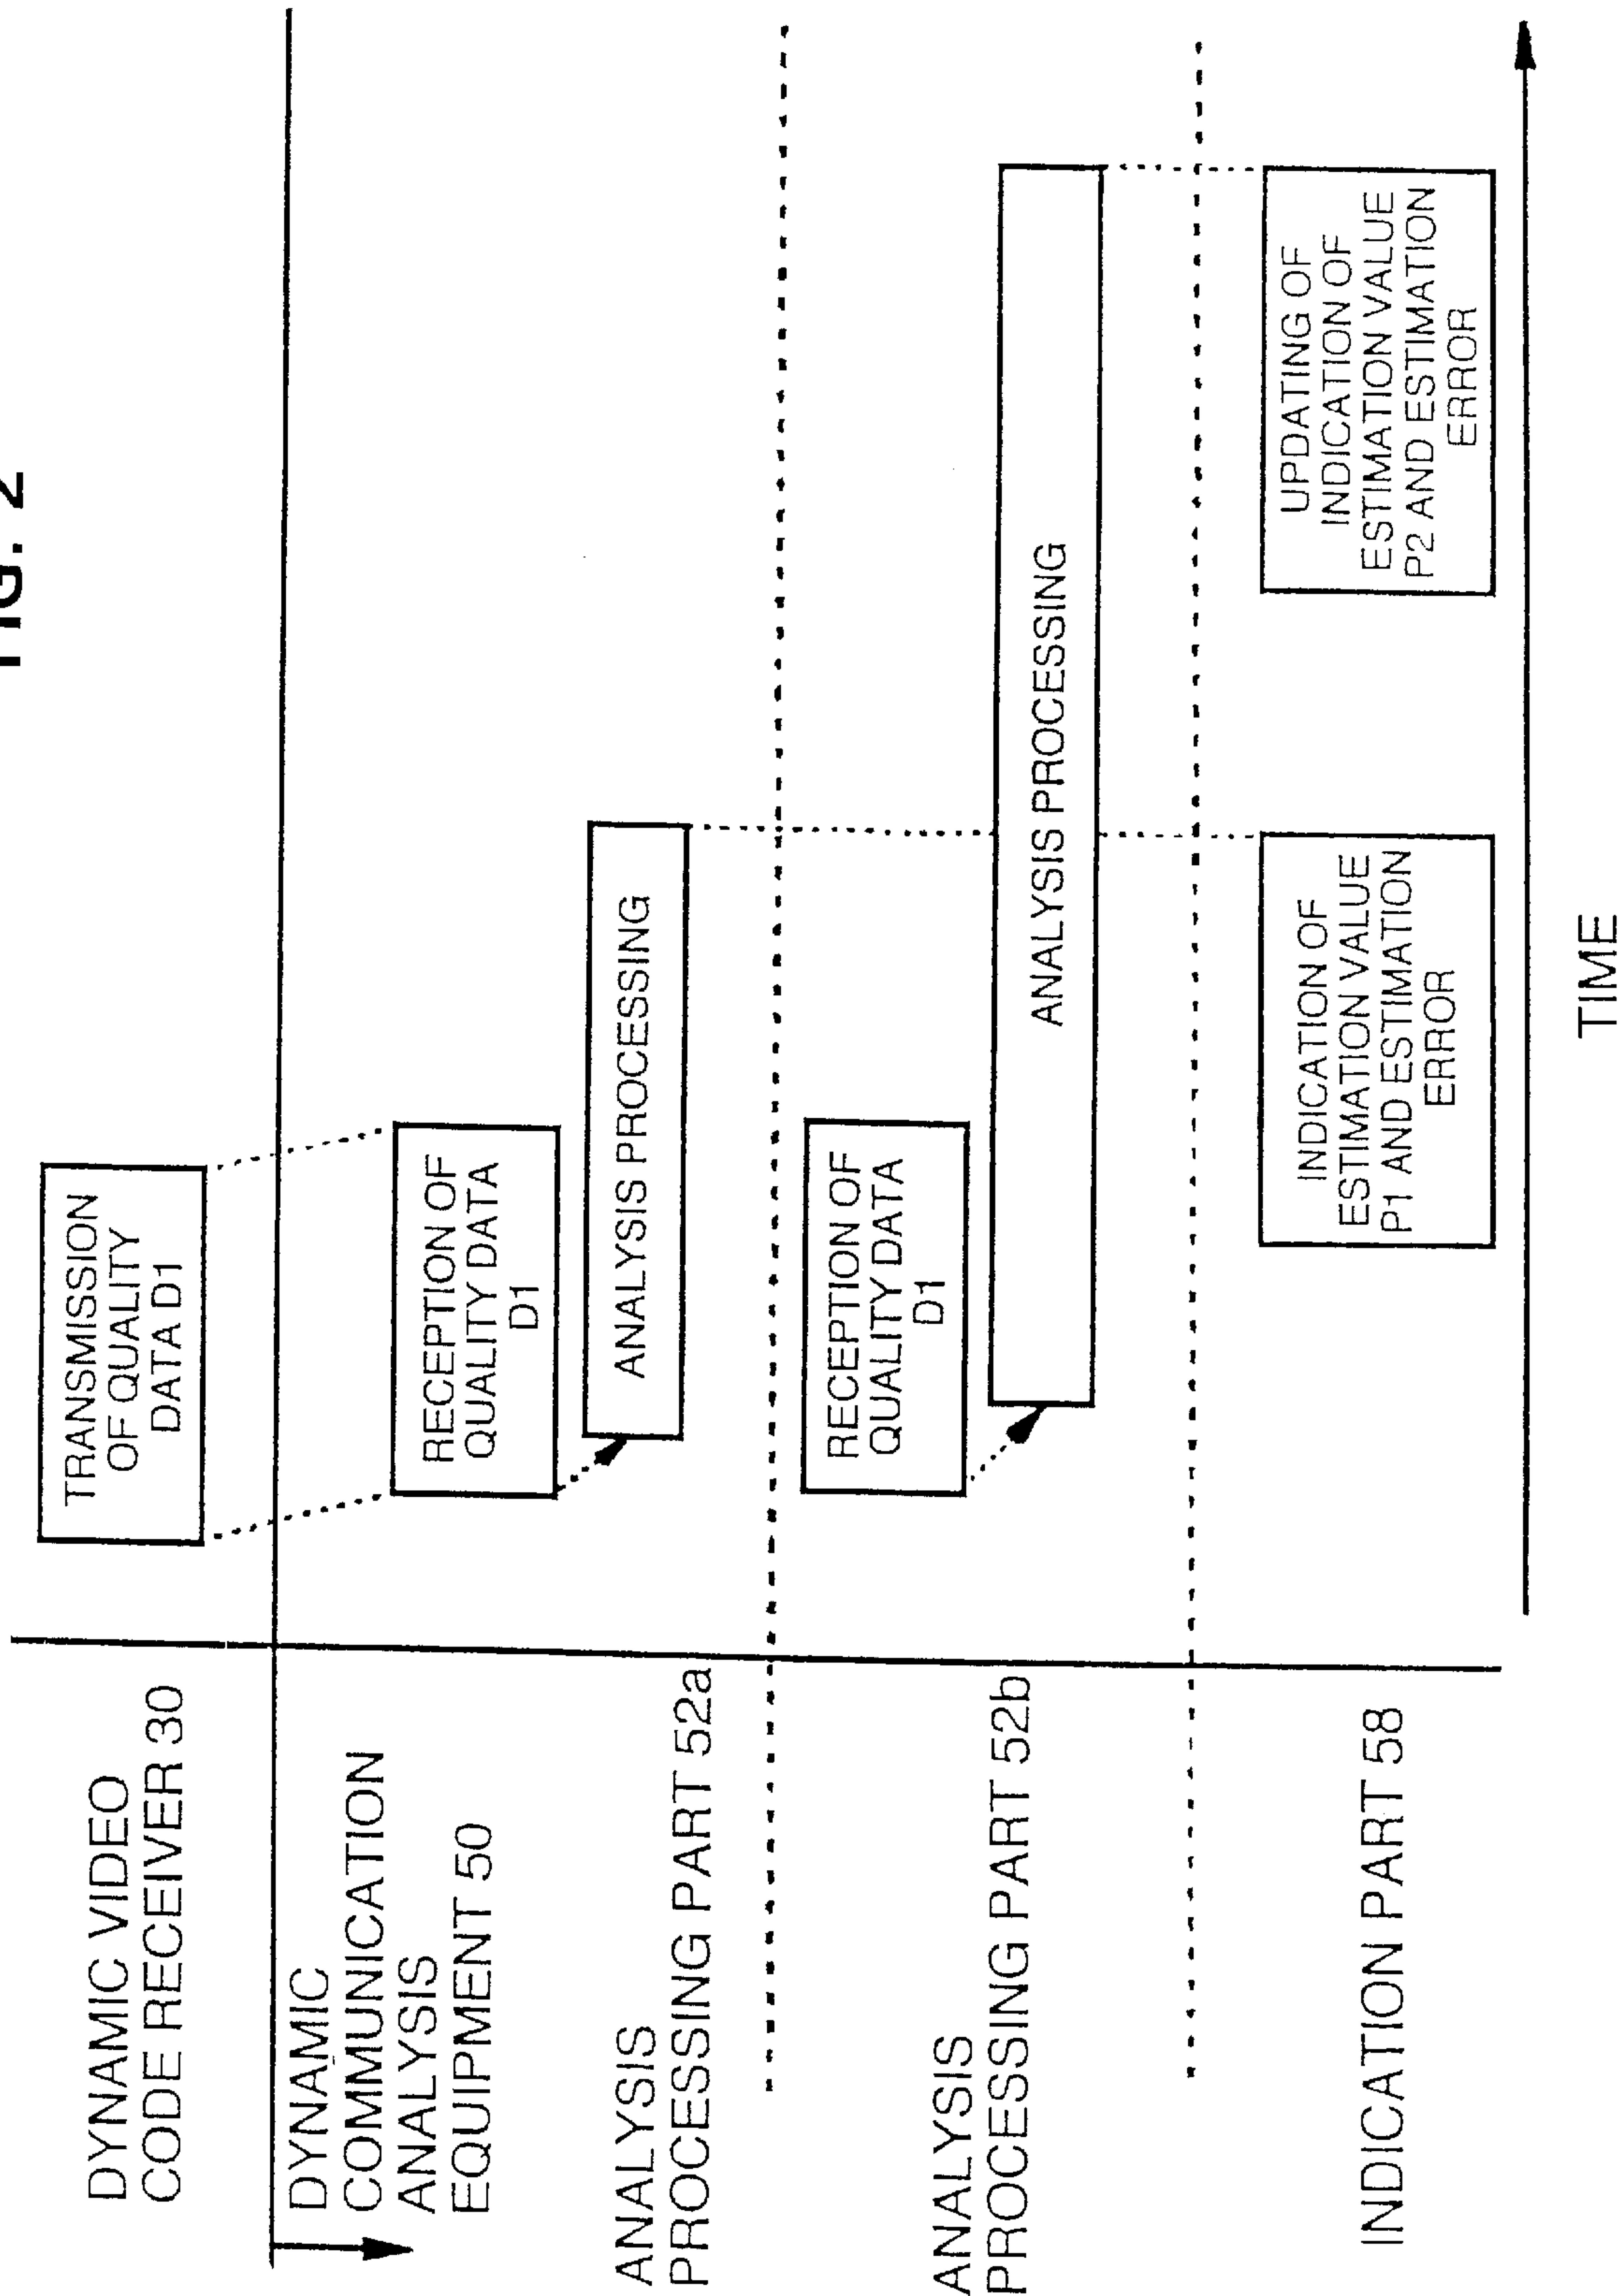 FIG. 2
DYNAMIC VIDEO
CODE RECEIVER 30
TRANSMISSION
OF QUALITY
DATA D1
DYNAMIC
COMMUNICATION
ANALYSIS
EQUIPMENT 50
ANALYSIS
PROCESSING PART 52a
RECEPTION OF
QUALITY DATA
D1
ANALYSIS PROCESSING
ANALYSIS
PROCESSING PART 52b
RECEPTION OF
QUALITY DATA
D1
ANALYSIS PROCESSING
INDICATION PART 58
INDICATION OF
ESTIMATION VALUE
P1 AND ESTIMATION
ERROR
UPDATING OF
INDICATION OF
ESTIMATION VALUE
P2 AND ESTIMATION
ERROR
TIME